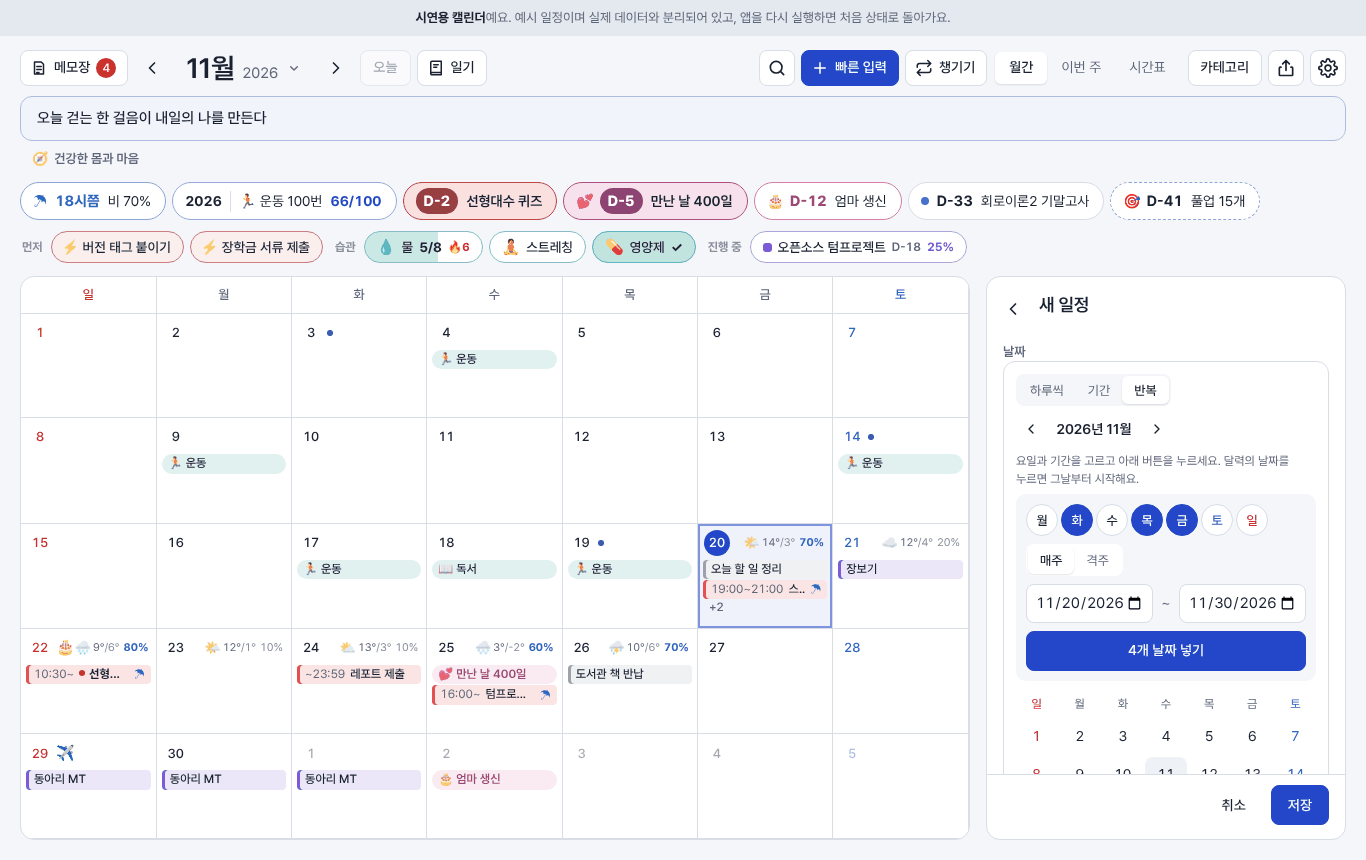 시연용 캘린더예요. 예시 일정이며 실제 데이터와 분리되어 있고, 앱을 다시 실행하면 처음 상태로 돌아가요.
메모장 4 11월 2026 오늘 일기 빠른 입력 챙기기 월간 이번 주 시간표 카테고리
오늘 걷는 한 걸음이 내일의 나를 만든다
건강한 몸과 마음
18시쯤 비 70% 2026 운동 100번 66/100 D-2 선형대수 퀴즈 D-5 만난 날 400일 D-12 엄마 생신 D-33 회로이론2 기말고사 D-41 풀업 15개
먼저 버전 태그 붙이기 장학금 서류 제출 습관 물 5/8 6 스트레칭 영양제 진행 중 오픈소스 텀프로젝트 D-18 25%
일 월 화 수 목 금 토
1 2 3 4 5 6 7
운동
8 9 10 11 12 13 14
운동 운동
15 16 17 18 19 20 14°/3° 70% 21 12°/4° 20%
운동 독서 운동 오늘 할 일 정리 장보기
19:00~21:00 스..
+2
22 9°/6° 80% 23 12°/1° 10% 24 13°/3° 10% 25 3°/-2° 60% 26 10°/6° 70% 27 28
10:30~ 선형... ~23:59 레포트 제출 만난 날 400일 도서관 책 반납
16:00~ 텀프로...
29 30 1 2 3 4 5
동아리 MT 동아리 MT 동아리 MT 엄마 생신
새 일정
날짜
하루씩 기간 반복
2026년 11월
요일과 기간을 고르고 아래 버튼을 누르세요. 달력의 날짜를
누르면 그날부터 시작해요.
월 화 수 목 금 토 일
매주 격주
11/20/2026 ~ 11/30/2026
4개 날짜 넣기
일 월 화 수 목 금 토
1 2 3 4 5 6 7
8 9 10 11 12 13 14
취소 저장